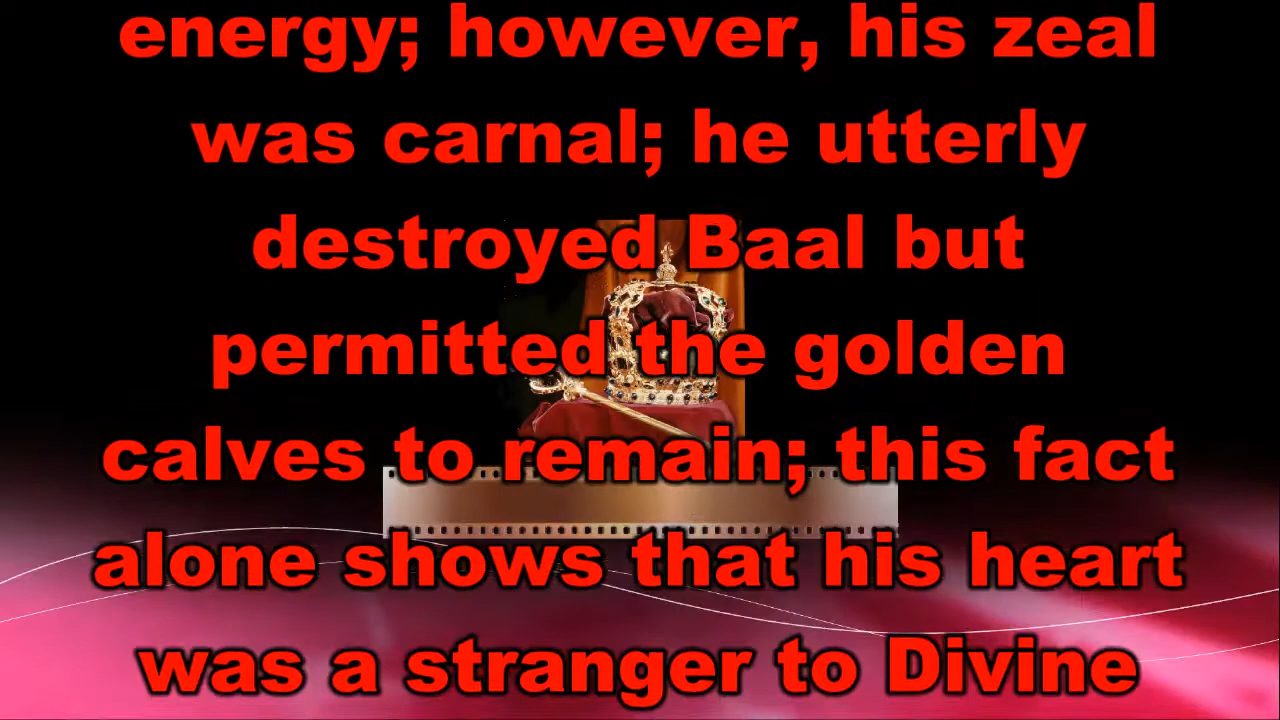 energy; however, his zeal
was carnal; he utterly
destroyed Baal but
permitted the golden
calves to remain; this fact
alone shows that his heart
was a stranger to Divine